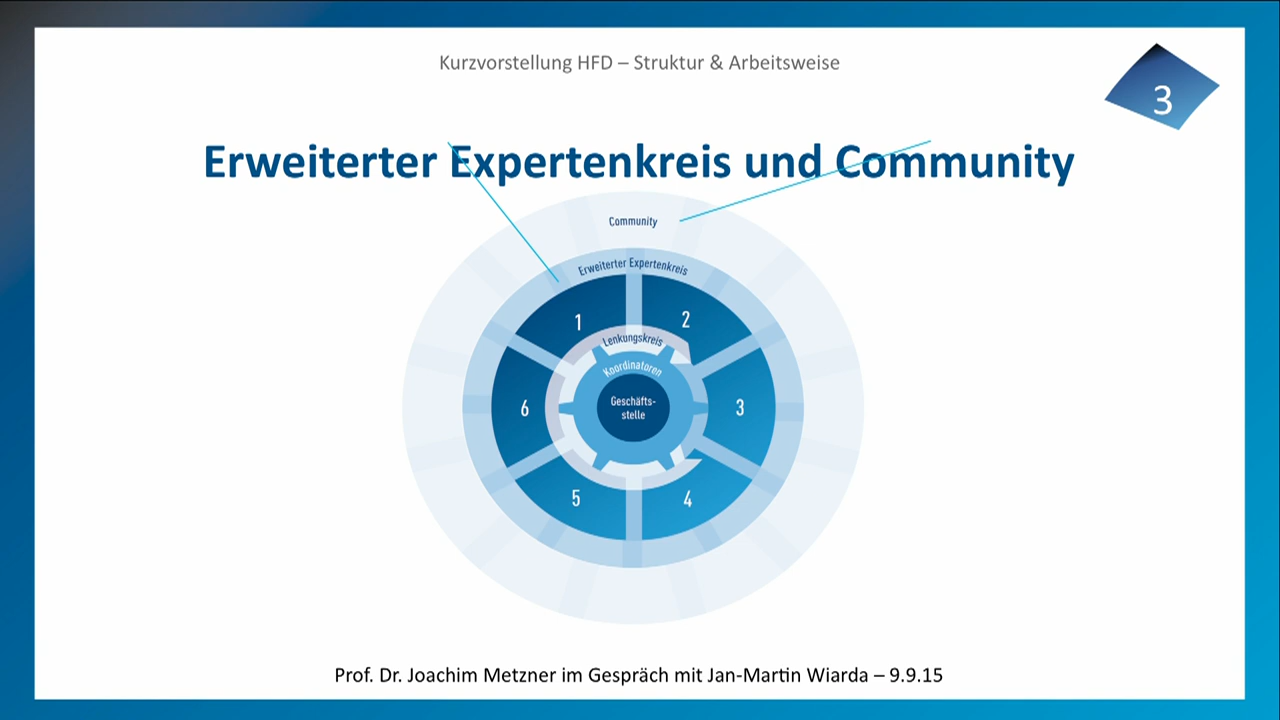 Kurzvorstellung HFD – Struktur & Arbeitsweise
3
Erweiterter Expertenkreis und Community
Community
Erweiterter Expertenkreis
1
2
Lenkungskreis
Koordinatoren
Geschäfts-
stelle
6
3
5
4
Prof. Dr. Joachim Metzner im Gespräch mit Jan-Martin Wiarda – 9.9.15